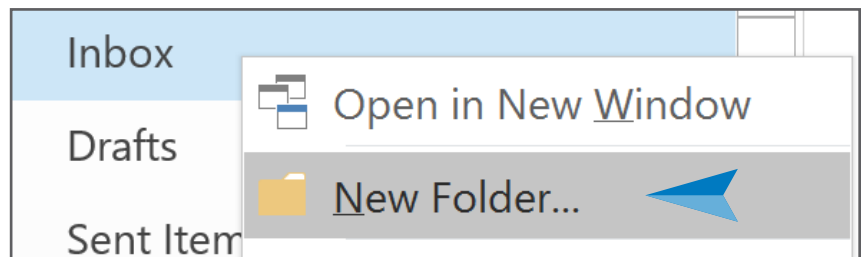 Inbox
Open in New Window
Drafts
New Folder...
Sent Item